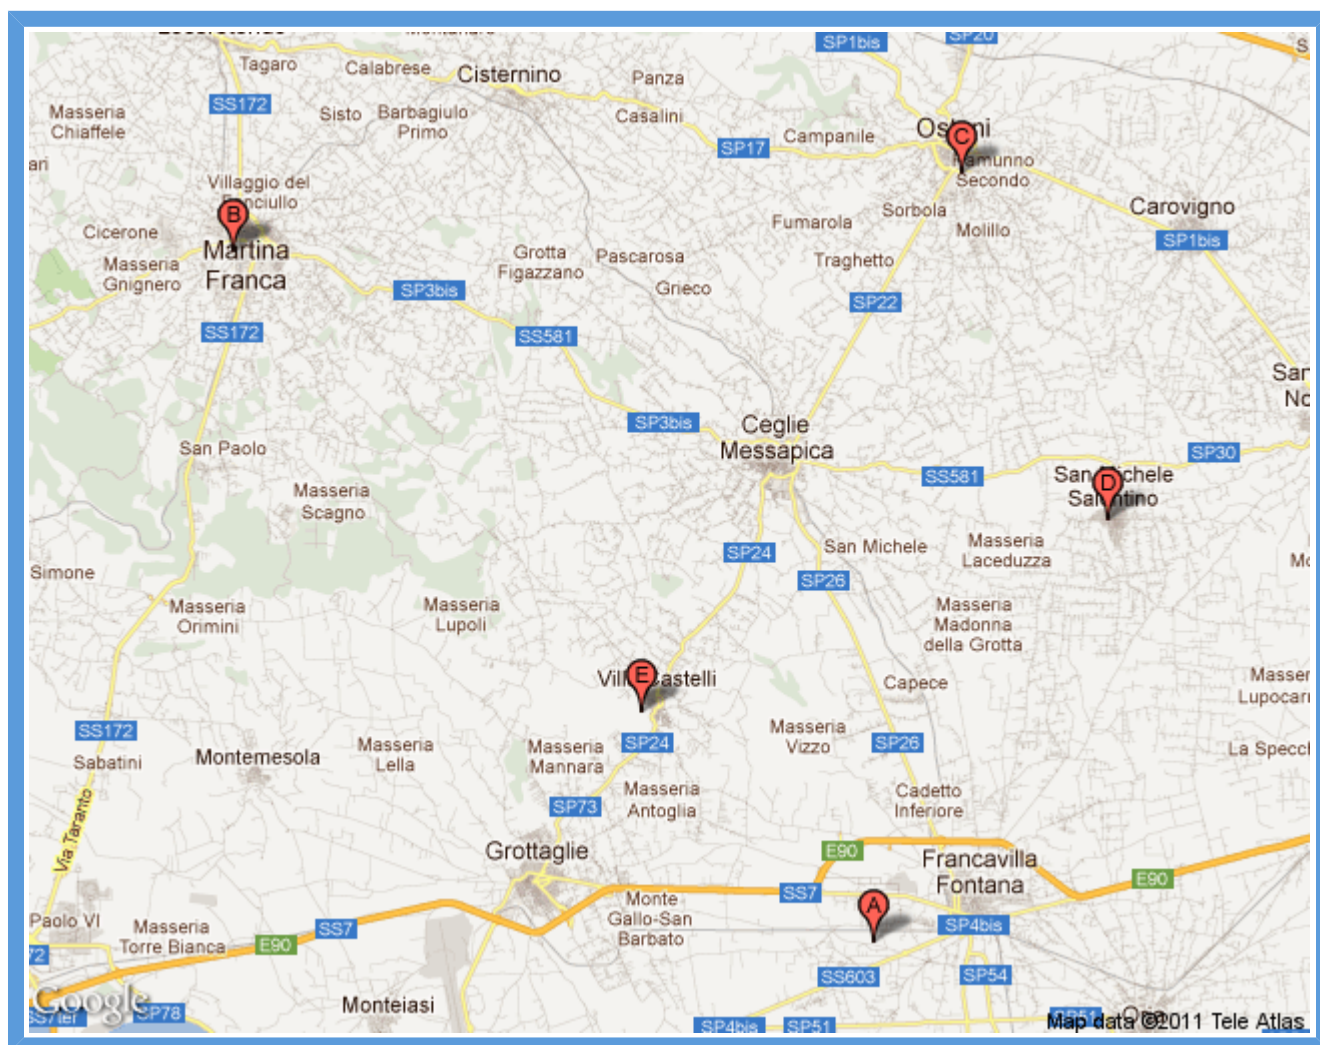 SP1bis
SP20
Tagaro
Calabrese
Cisternino
Panza
SS172
Masseria
Chiaffele
Sisto
Barbagiulo
Primo
Casalini
SP17
Campanile
C
Ramunno
Secondo
Villaggio del
B
Cicerone
Martina
Franca
Masseria
Gnignero
Sorbola
Fumarola
Molillo
Carovigno
SP1bis
Grotta
Figazzano
Pascarosa
Traghetto
Grieco
SP3bis
SP22
SS172
SS581
SP3bis
Ceglie
Messapica
San Paolo
SP30
SS581
D
Masseria
Scagno
Masseria
Laceduzza
San Michele
SP24
SP26
Simone
Masseria
Orimini
Masseria
Lupoli
Masseria
Madonna
della Grotta
E
Capece
SS172
Sabatini
Montemesola
Masseria
Lella
Masseria
Mannara
SP24
Masseria
Vizzo
SP26
SP73
Masseria
Antoglia
Cadetto
Inferiore
Via Taranto
Grottaglie
E90
Francavilla
Fontana
E90
SS7
A
Monte
Gallo-San
Barbato
SP4bis
Paolo VI
Masseria
Torre Bianca
E90
SS7
SS603
SP54
Monteiasi
Google
SP78
SS7ter
SP4bis
SP51
SP51
Map data ©2011 Tele Atlas